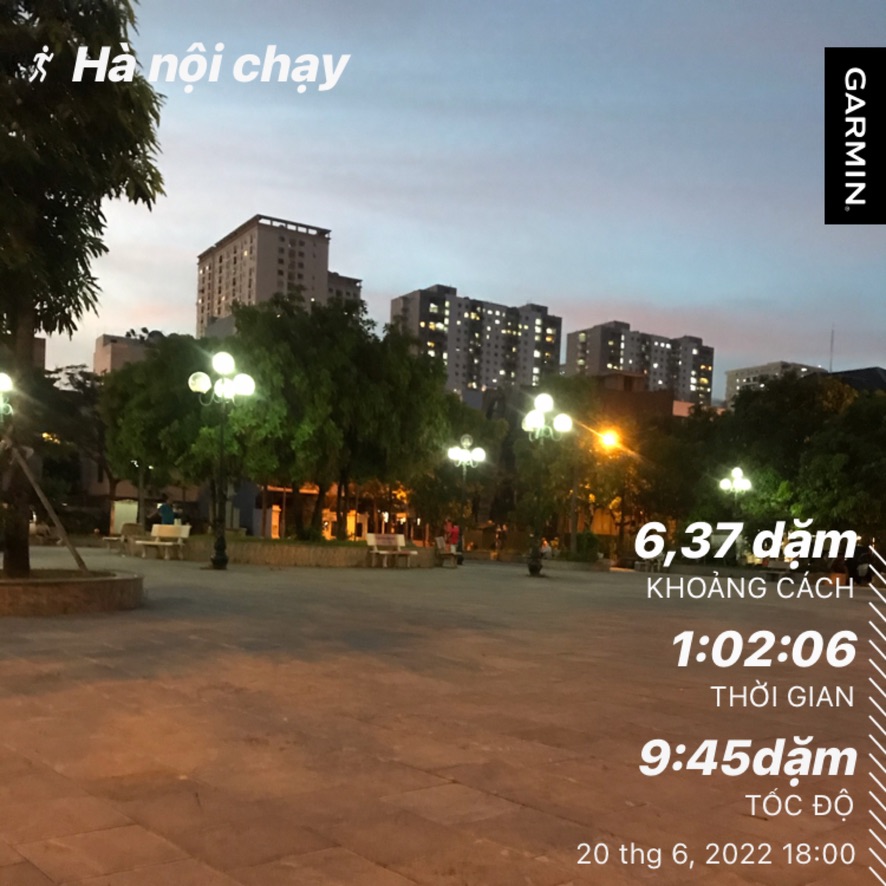 Hà nội chạy
GARMIN
6,37 dặm
KHOẢNG CÁCH
1:02:06
THỜI GIAN
9:45dặm
TỐC ĐỘ
20 thg 6, 2022 18:00